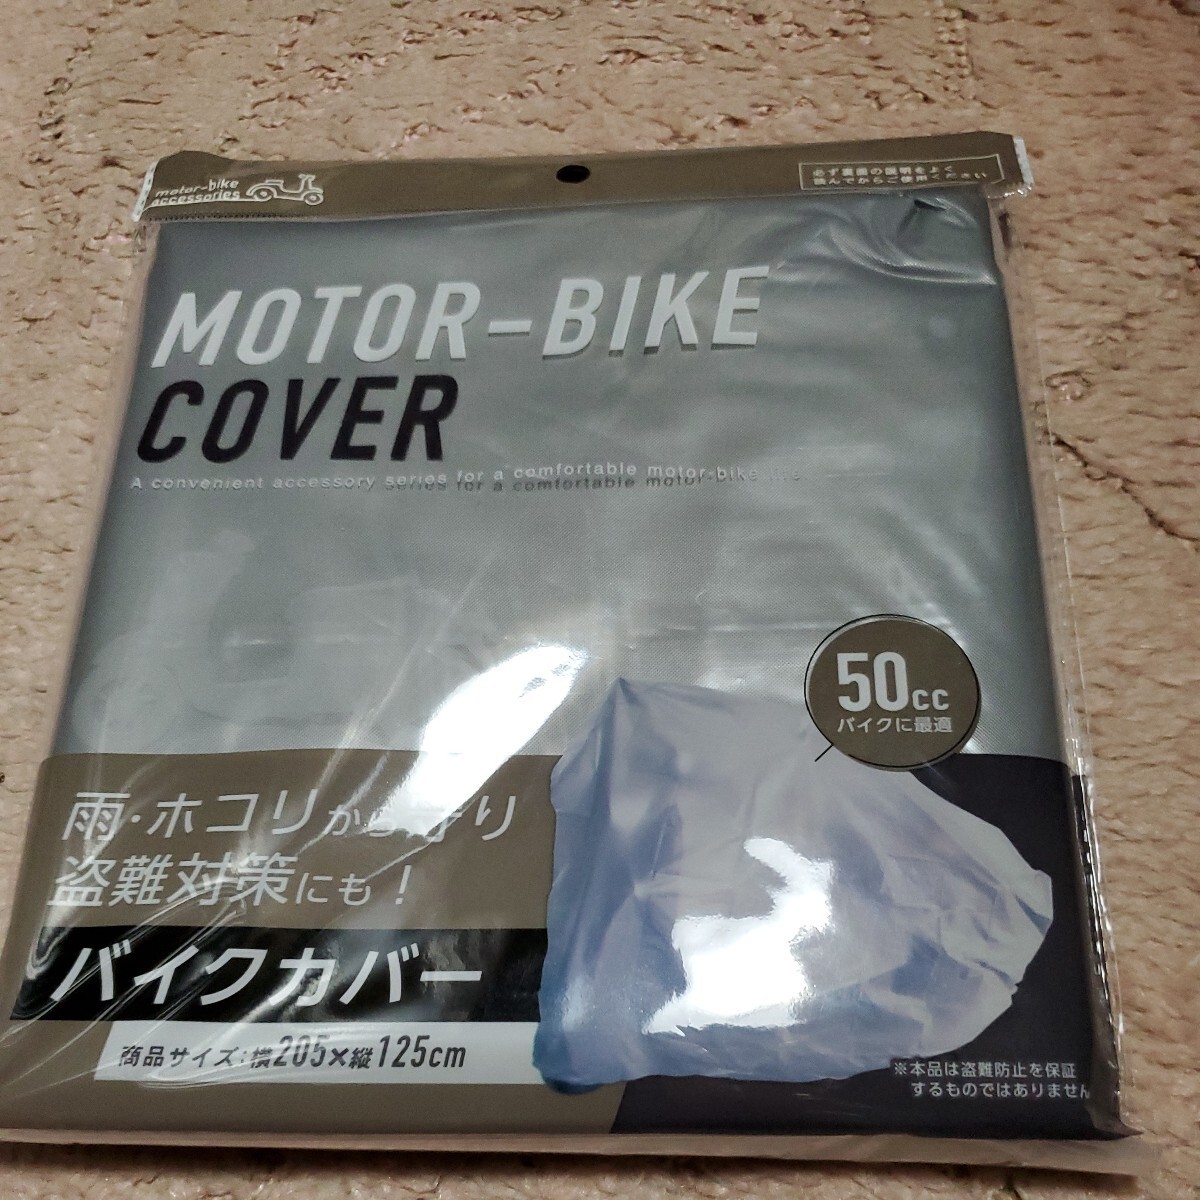 motor-bike
accessories
必ず裏面の説明をよく
読んでからご使用ください
MOTOR-BIKE
COVER
A convenient accessory series for a comfortable motor-bike
50cc
バイクに最適
雨・ホコリから守り
盗難対策にも!
バイクカバー
商品サイズ:横205×縦125cm
※本品は盗難防止を保証
するものではありません